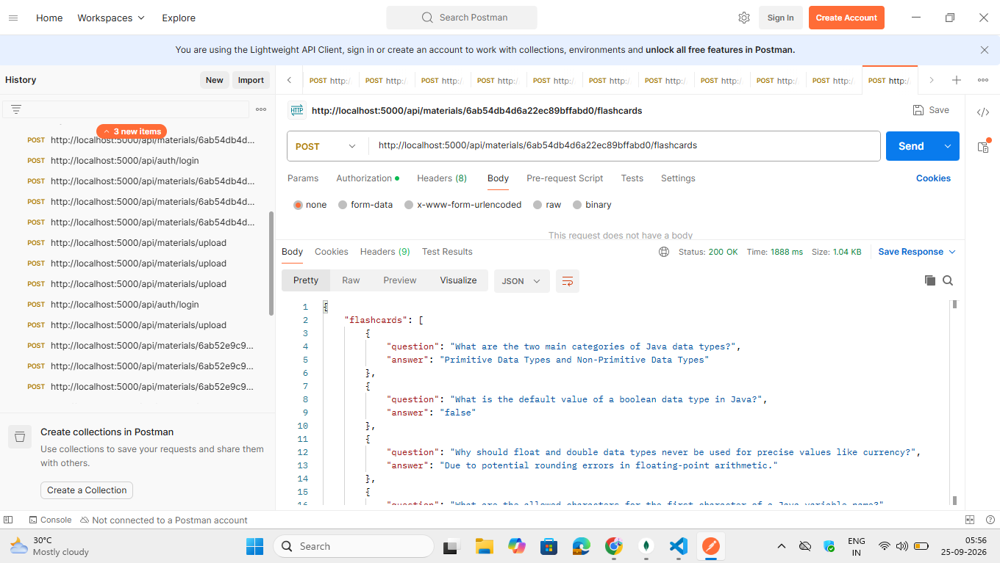 Home Workspaces Explore Search Postman Sign In Create Account
You are using the Lightweight API Client, sign in or create an account to work with collections, environments and unlock all free features in Postman.
History New Import
POST http:/ POST http:/ POST http:/ POST http:/ POST http:/ POST http:/ POST http:/ POST http:/ POST http:/ POST http:/ POST http:/
3 new items
POST http://localhost:5000/api/materials/6ab54db4d...
POST http://localhost:5000/api/auth/login
POST http://localhost:5000/api/materials/6ab54db4d...
POST http://localhost:5000/api/materials/6ab54db4d...
POST http://localhost:5000/api/materials/6ab54db4d...
POST http://localhost:5000/api/materials/upload
POST http://localhost:5000/api/materials/upload
POST http://localhost:5000/api/materials/upload
POST http://localhost:5000/api/auth/login
POST http://localhost:5000/api/materials/upload
POST http://localhost:5000/api/materials/6ab52e9c9...
POST http://localhost:5000/api/materials/6ab52e9c9...
POST http://localhost:5000/api/materials/6ab52e9c9...
Create collections in Postman
Use collections to save your requests and share them
with others.
Create a Collection
HTTP http://localhost:5000/api/materials/6ab54db4d6a22ec89bffabd0/flashcards Save
POST http://localhost:5000/api/materials/6ab54db4d6a22ec89bffabd0/flashcards Send
Params Authorization Headers (8) Body Pre-request Script Tests Settings Cookies
none form-data x-www-form-urlencoded raw binary
This request does not have a body
Body Cookies Headers (9) Test Results Status: 200 OK Time: 1888 ms Size: 1.04 KB Save Response
Pretty Raw Preview Visualize JSON
1 {
2 "flashcards": [
3 {
4 "question": "What are the two main categories of Java data types?",
5 "answer": "Primitive Data Types and Non-Primitive Data Types"
6 },
7 {
8 "question": "What is the default value of a boolean data type in Java?",
9 "answer": "false"
10 },
11 {
12 "question": "Why should float and double data types never be used for precise values like currency?",
13 "answer": "Due to potential rounding errors in floating-point arithmetic."
14 },
15 {
16 "question": "What are the allowed characters for the first character of a Java variable name?"
Console Not connected to a Postman account
30°C
Mostly cloudy
Search
ENG
IN
05:56
25-09-2026